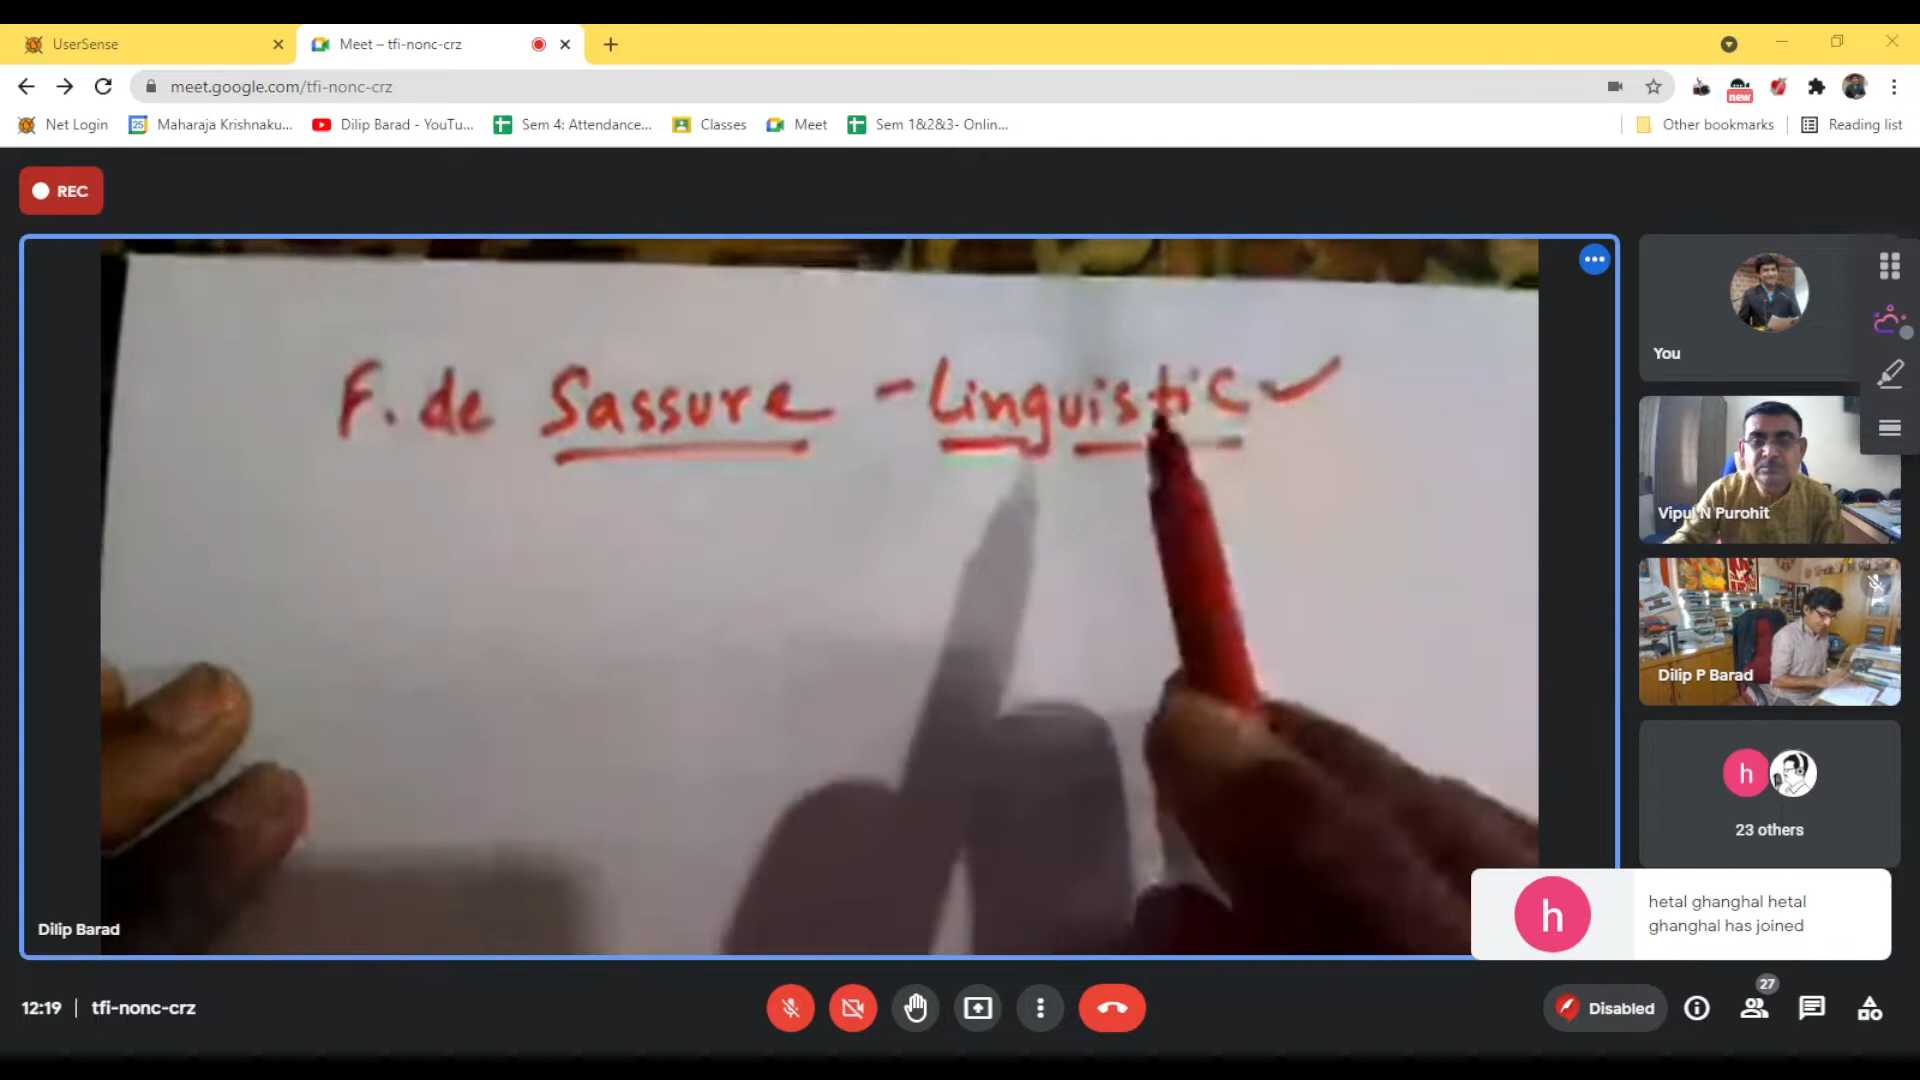 UserSense
Meet – tfi-nonc-crz
meet.google.com/tfi-nonc-crz
new
Net Login
25
Maharaja Krishnaku...
Dilip Barad - YouTu...
Sem 4: Attendance...
Classes
Meet
Sem 1&2&3- Onlin...
Other bookmarks
Reading list
REC
F. de Sassure - Linguistic
You
Vipul N Purohit
Dilip P Barad
h
23 others
h
hetal ghanghal hetal
ghanghal has joined
Dilip Barad
12:19 | tfi-nonc-crz
Disabled
27